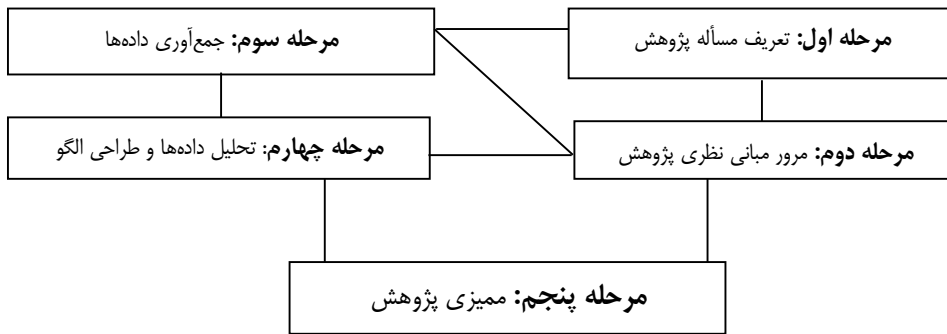 مرحله اول: تعریف مسأله پژوهش
مرحله سوم: جمع‌آوری داده‌ها
مرحله دوم: مرور مبانی نظری پژوهش
مرحله چهارم: تحلیل داده‌ها و طراحی الگو
مرحله پنجم: ممیزی پژوهش